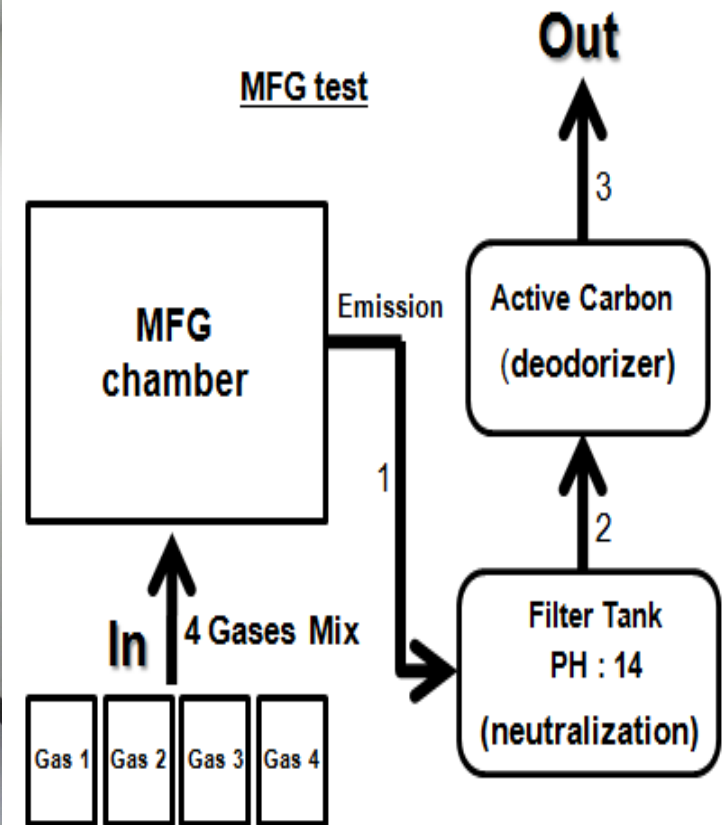 MFG test
Out
3
Active Carbon
(deodorizer)
2
Emission
1
MFG
chamber
Filter Tank
PH : 14
(neutralization)
In
4 Gases Mix
Gas 1
Gas 2
Gas 3
Gas 4